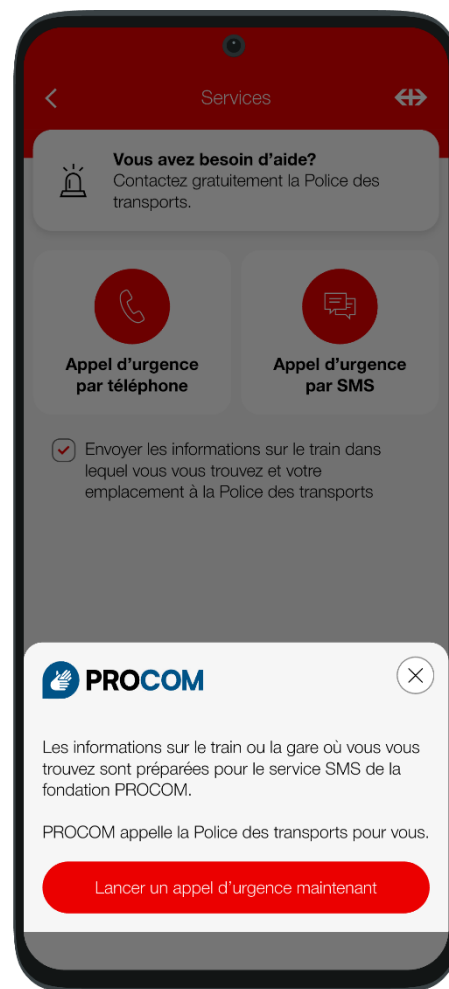 Services
Vous avez besoin d’aide?
Contactez gratuitement la Police des
transports.
Appel d’urgence
par téléphone
Appel d’urgence
par SMS
Envoyer les informations sur le train dans
lequel vous vous trouvez et votre
emplacement à la Police des transports
PROCOM
Les informations sur le train ou la gare où vous vous
trouvez sont préparées pour le service SMS de la
fondation PROCOM.
PROCOM appelle la Police des transports pour vous.
Lancer un appel d’urgence maintenant